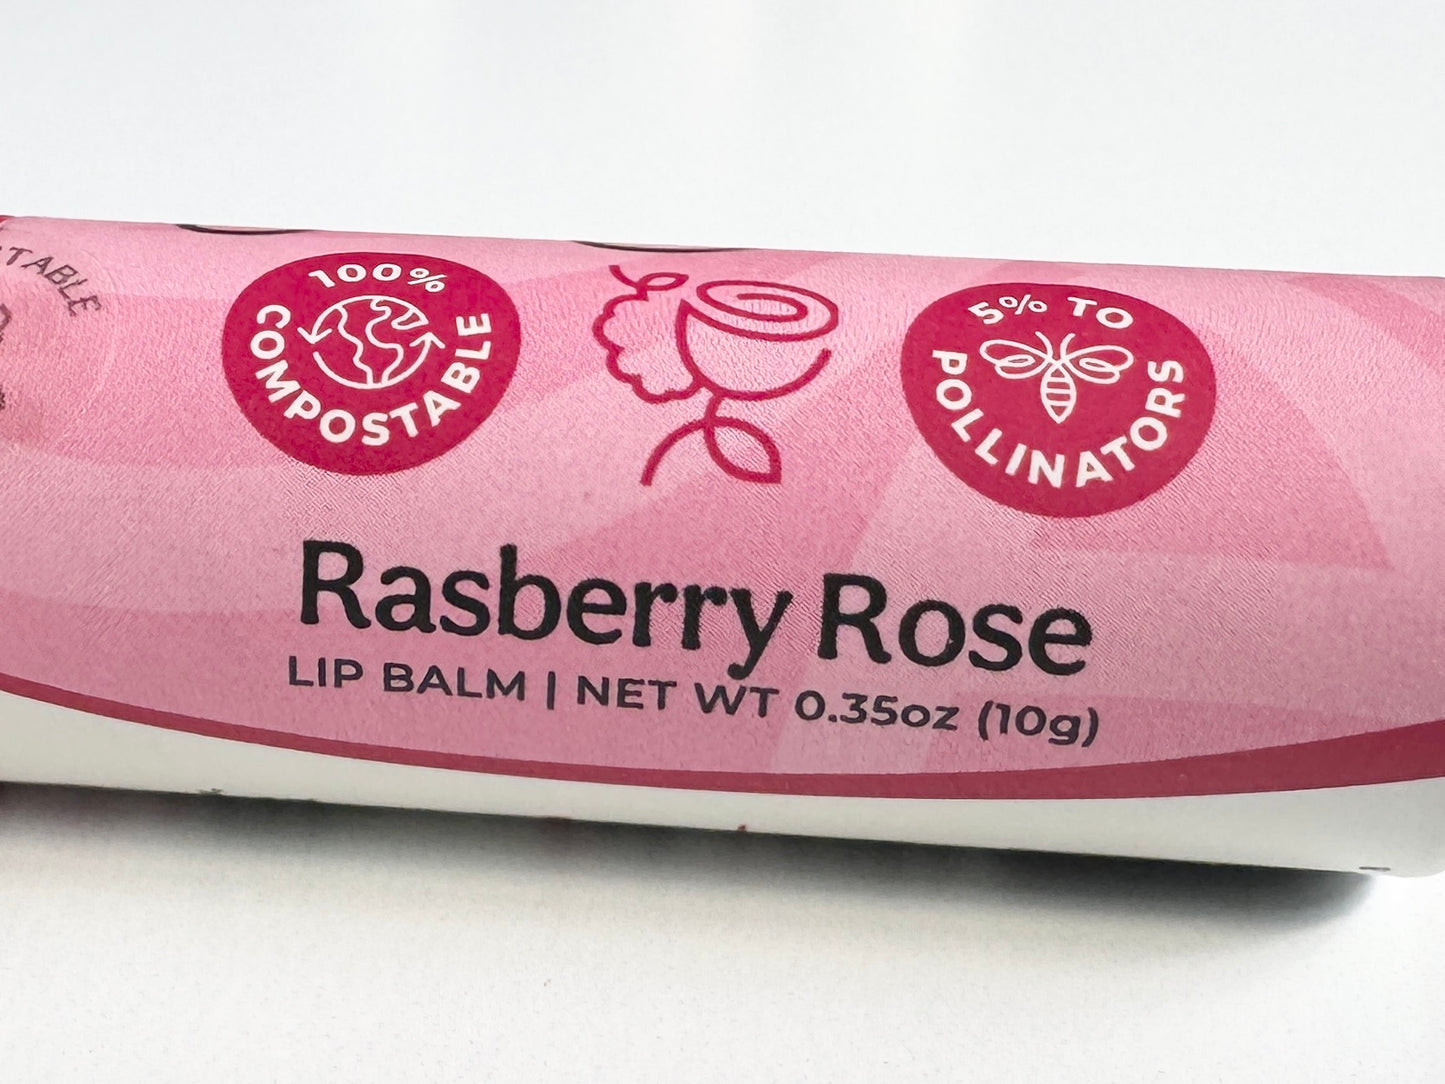 100%
COMPOSTABLE
5% TO
POLLINATORS
Rasberry Rose
LIP BALM | NET WT 0.35oz (10g)